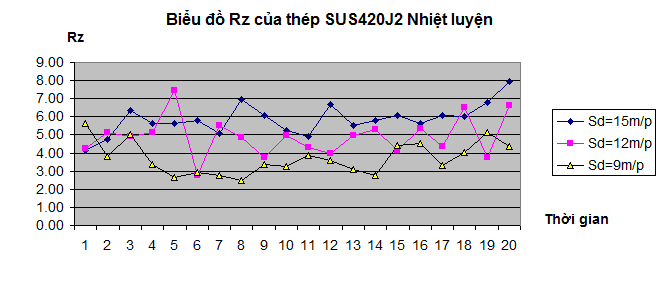 Biểu đồ Rz của thép SUS420J2 Nhiệt luyện
Rz
9.00
8.00
7.00
6.00
5.00
4.00
3.00
2.00
1.00
0.00
1 2 3 4 5 6 7 8 9 10 11 12 13 14 15 16 17 18 19 20
Thời gian
Sd=15m/p
Sd=12m/p
Sd=9m/p